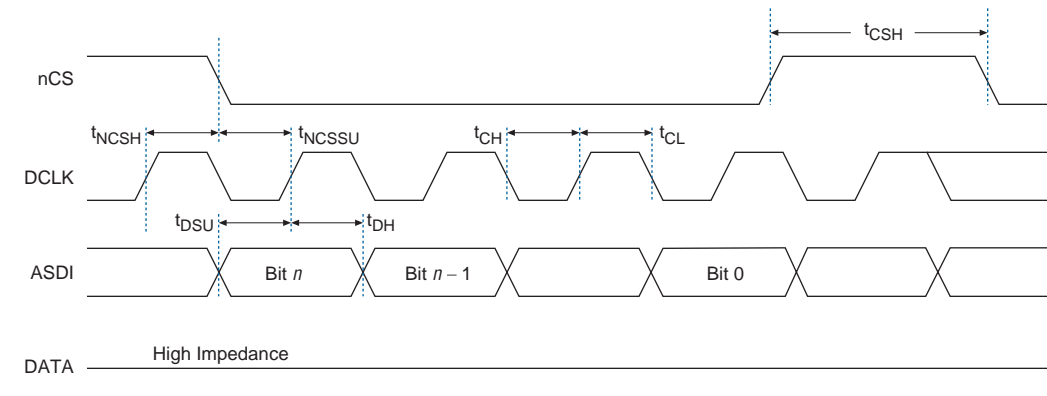 tCSH
nCS
tNCSH
tNCSSU
tCH
tCL
DCLK
tDSU
tDH
ASDI
Bit n
Bit n – 1
Bit 0
High Impedance
DATA